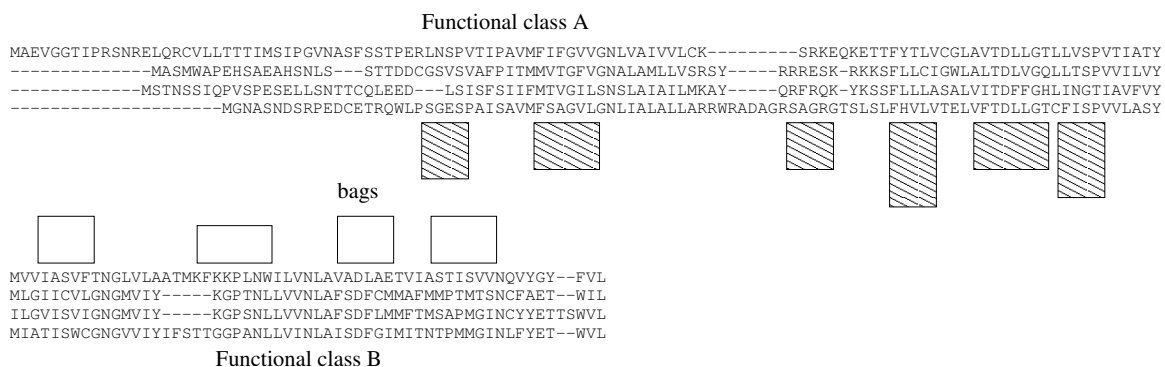 Functional class A
MAEVGGTIPRSNRELQRCVLLTTTIMSIPGVNASFSSTPERLNSPVTIPAVMFIFGVVGNLVAIVVLCK----------SRKEQKETTFYTLVCGLAVTDLLGTLLVSPVTIATY
---------------MASMWAPEHSAEAHSNLS---STTDDCGSVSVAFPITMMVTGFVGNALAMLLVSRSY-----RRRESK-RKKSFLLCIGWLALTDLVGQLLTSPVVILVY
--------------MSTNSSIQPVSPESELLSNTTCQLEED---LSISFSIIFMTVGILSNSLAIAILMKAY-----QRFRQK-YKSSFLLLASALVITDFFGHLINGTIAVFVY
-----------------------MGNASNDSRPEDCETRQWLPSGESPAISAVMFSAGVLGNLIALALLARRWRADAGRSAGRGTSLSLFHVLVTELVFTDLLGTCFISPVVLASY
bags
MVVIASVFTNGLVLAATMKFKKPLNWILVNLAVADLAETVIASTISVVNQVYGY--FVL
MLGIICVLGNGMVIY-----KGPTNLLVVNLAFSDFCMMAFMMPTMTSNCFAET--WIL
ILGVISVIGNGMVIY-----KGPSNLLVVNLAFSDFLMMFTMSAPMGINCYYETTSWVL
MIATISWCGNGVVIYIFSTTGGPANLLVINLAISDFGIMITNTPMMGINLFYET--WVL
Functional class B